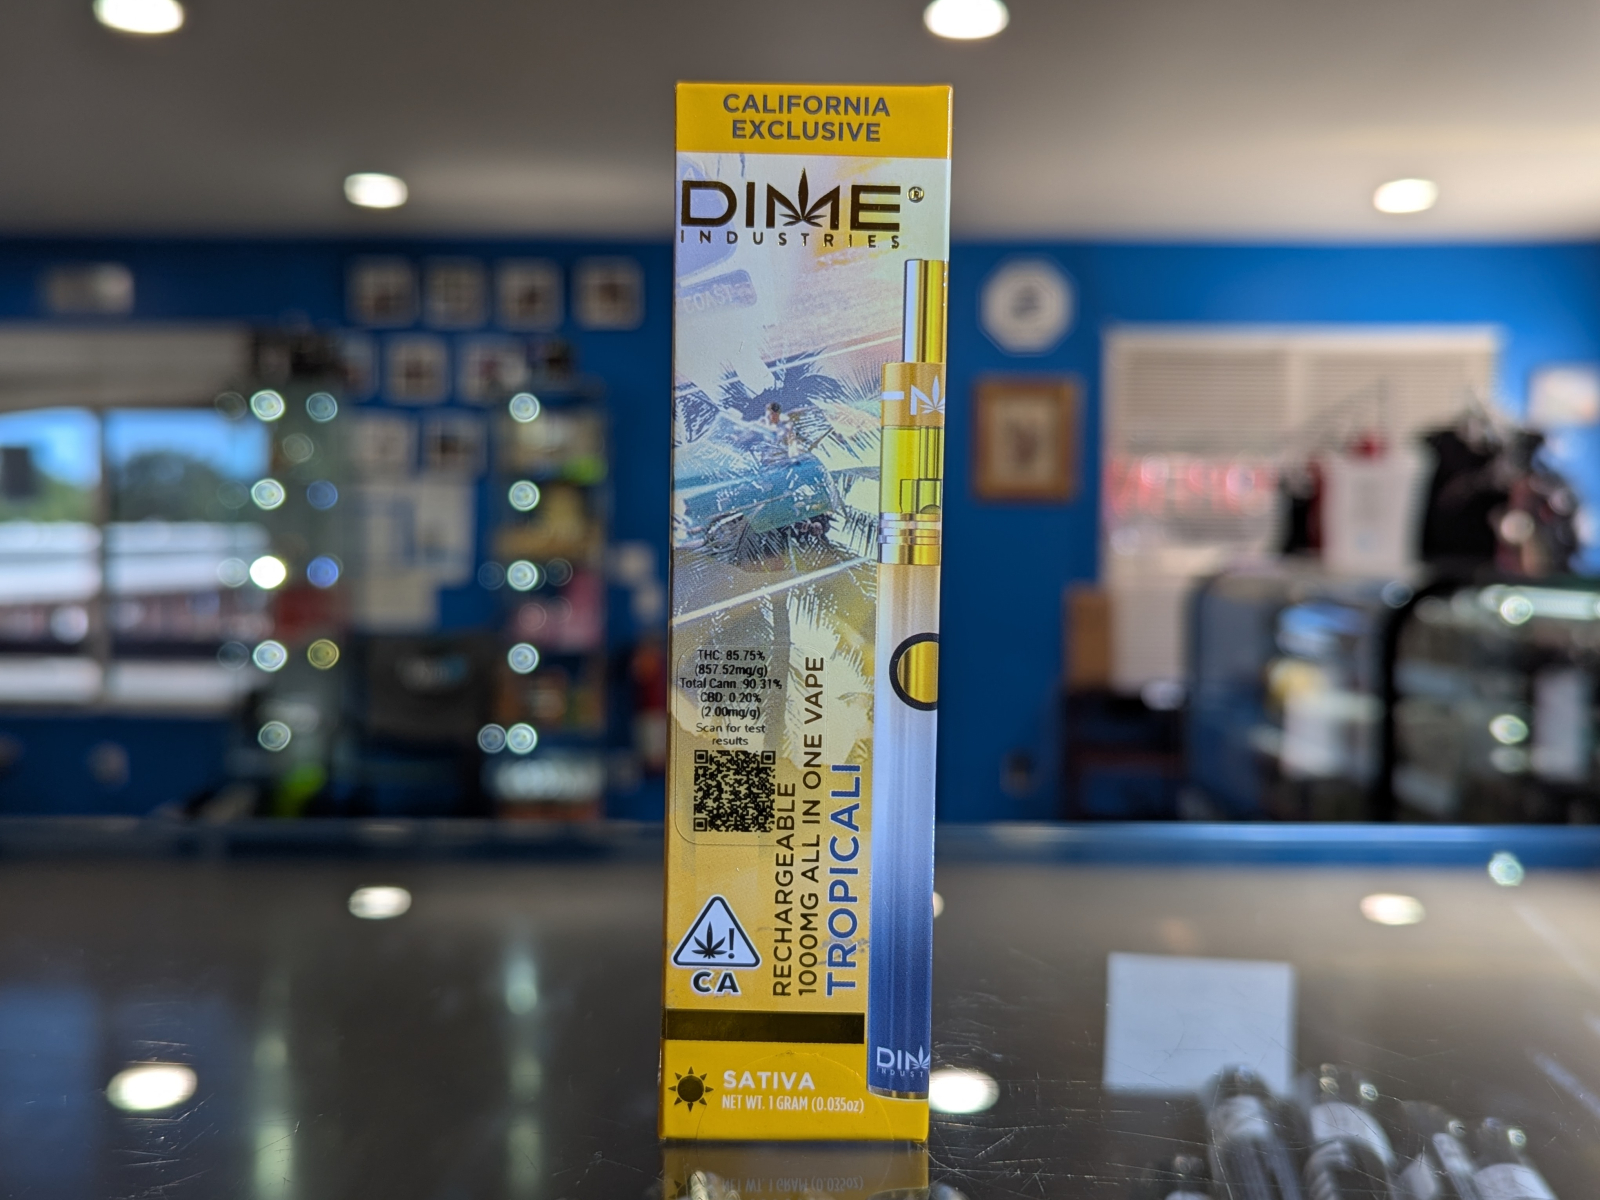 CALIFORNIA
EXCLUSIVE
DIME®
INDUSTRIES
THC: 85.75%
(857.52mg/g)
Total Cann: 90.31%
CBD: 0.20%
(2.00mg/g)
Scan for test
results
RECHARGEABLE
1000MG ALL IN ONE VAPE
TROPICALI
CA
SATIVA
NET WT. 1 GRAM (0.035oz)